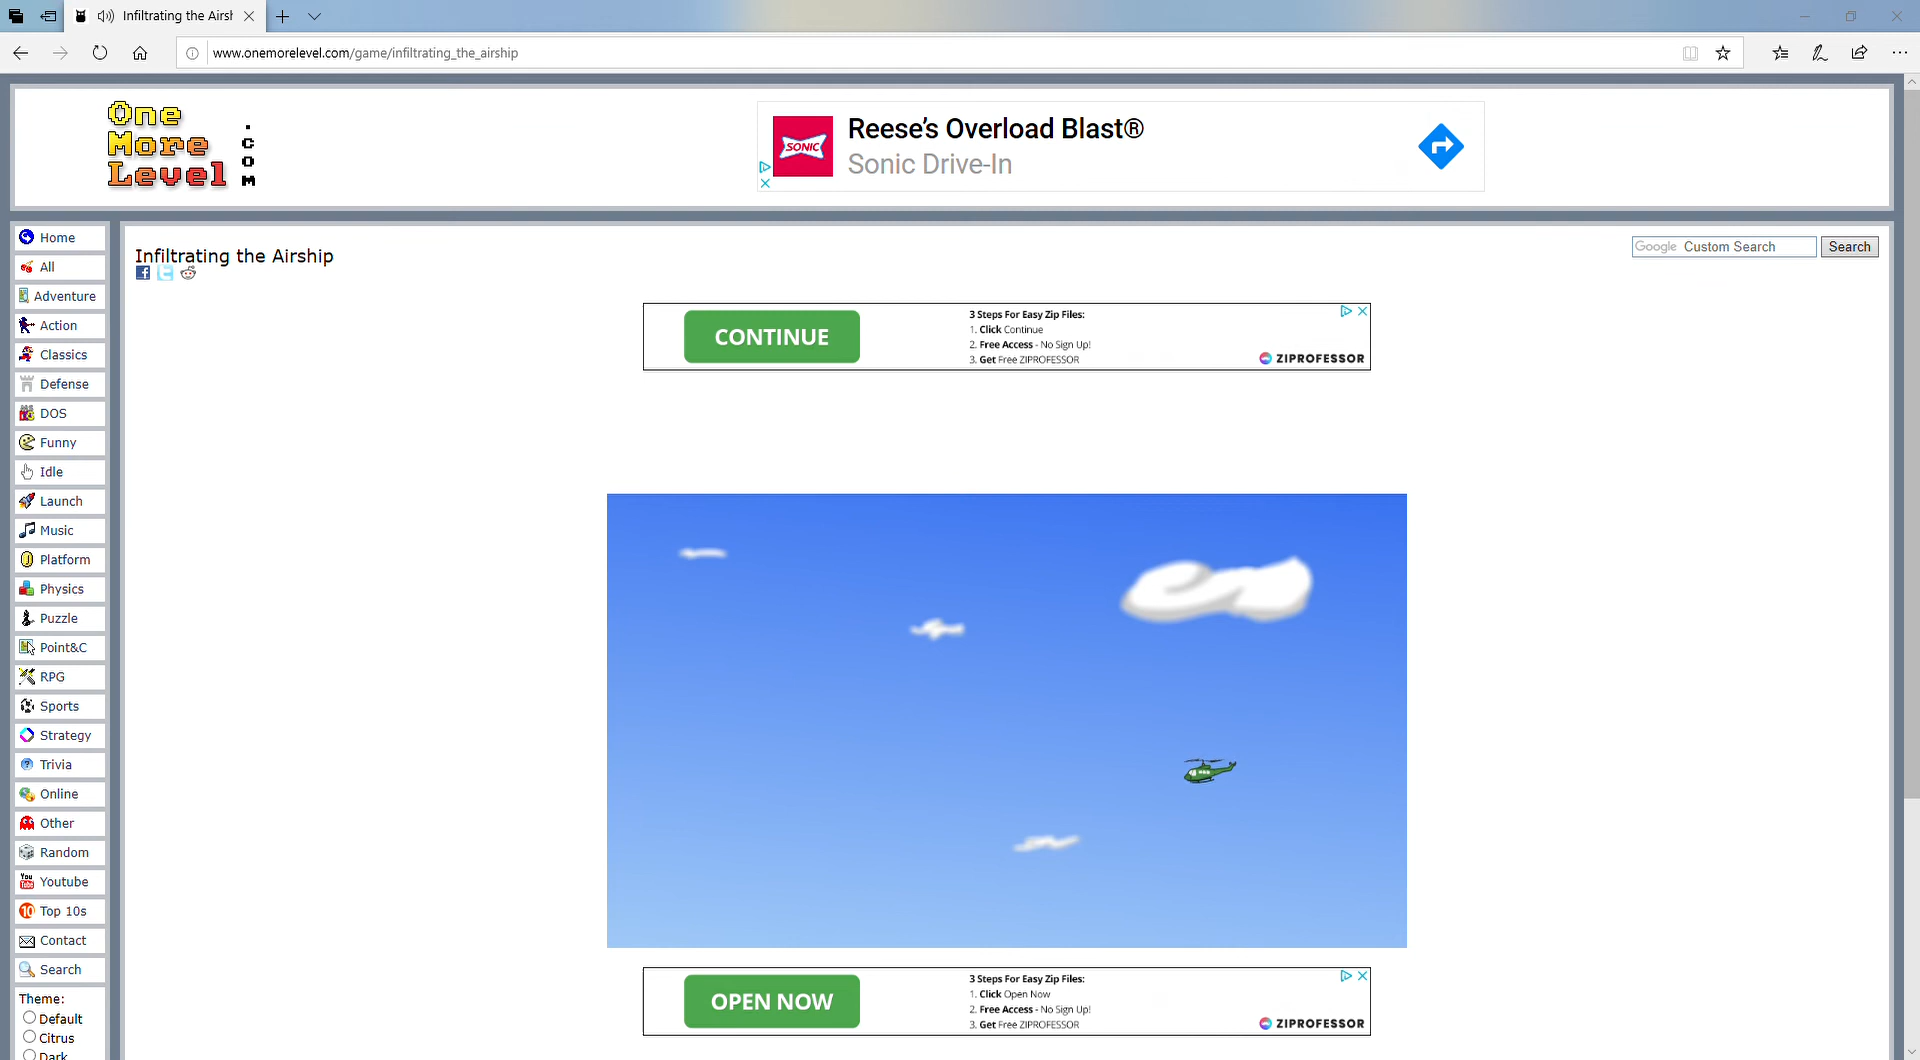 Infiltrating the Airsh
www.onemorelevel.com/game/infiltrating_the_airship
One
More
Level
.com
Reese's Overload Blast®
SONIC
Sonic Drive-In
Home
All
Adventure
Action
Classics
Defense
DOS
Funny
Idle
Launch
Music
Platform
Physics
Puzzle
Point&C
RPG
Sports
Strategy
Trivia
Online
Other
Random
You Tube
Youtube
10
Top 10s
Contact
Search
Theme:
Default
Citrus
Dark
Infiltrating the Airship
Google Custom Search
Search
CONTINUE
3 Steps For Easy Zip Files:
1. Click Continue
2. Free Access - No Sign Up!
3. Get Free ZIPROFESSOR
ZIPROFESSOR
OPEN NOW
3 Steps For Easy Zip Files:
1. Click Open Now
2. Free Access - No Sign Up!
3. Get Free ZIPROFESSOR
ZIPROFESSOR